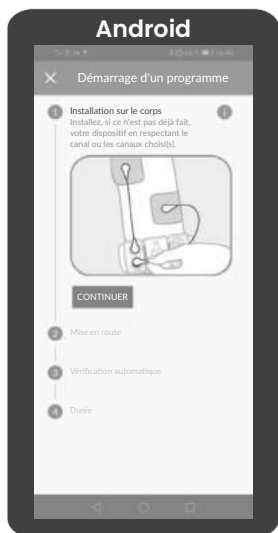 Android
Démarrage d'un programme
1
Installation sur le corps
Installez, si ce n'est pas déjà fait,
votre dispositif en respectant le
canal ou les canaux choisi(s).
CONTINUER
2
Mise en route
3
Vérification automatique
4
Durée